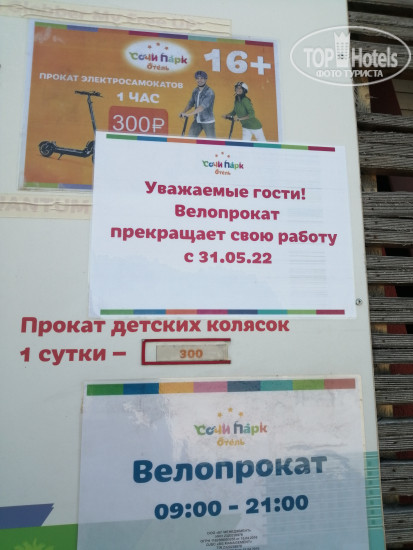 TOP Hotels
ФОТО ТУРИСТА
Сочи Парк
Отель
16+
ПРОКАТ ЭЛЕКТРОСАМОКАТОВ
1 ЧАС
300₽
Сочи Парк
Отель
Уважаемые гости!
Велопрокат
прекращает свою работу
с 31.05.22
Прокат детских колясок
1 сутки – 300
Сочи Парк
Отель
Велопрокат
09:00 - 21:00